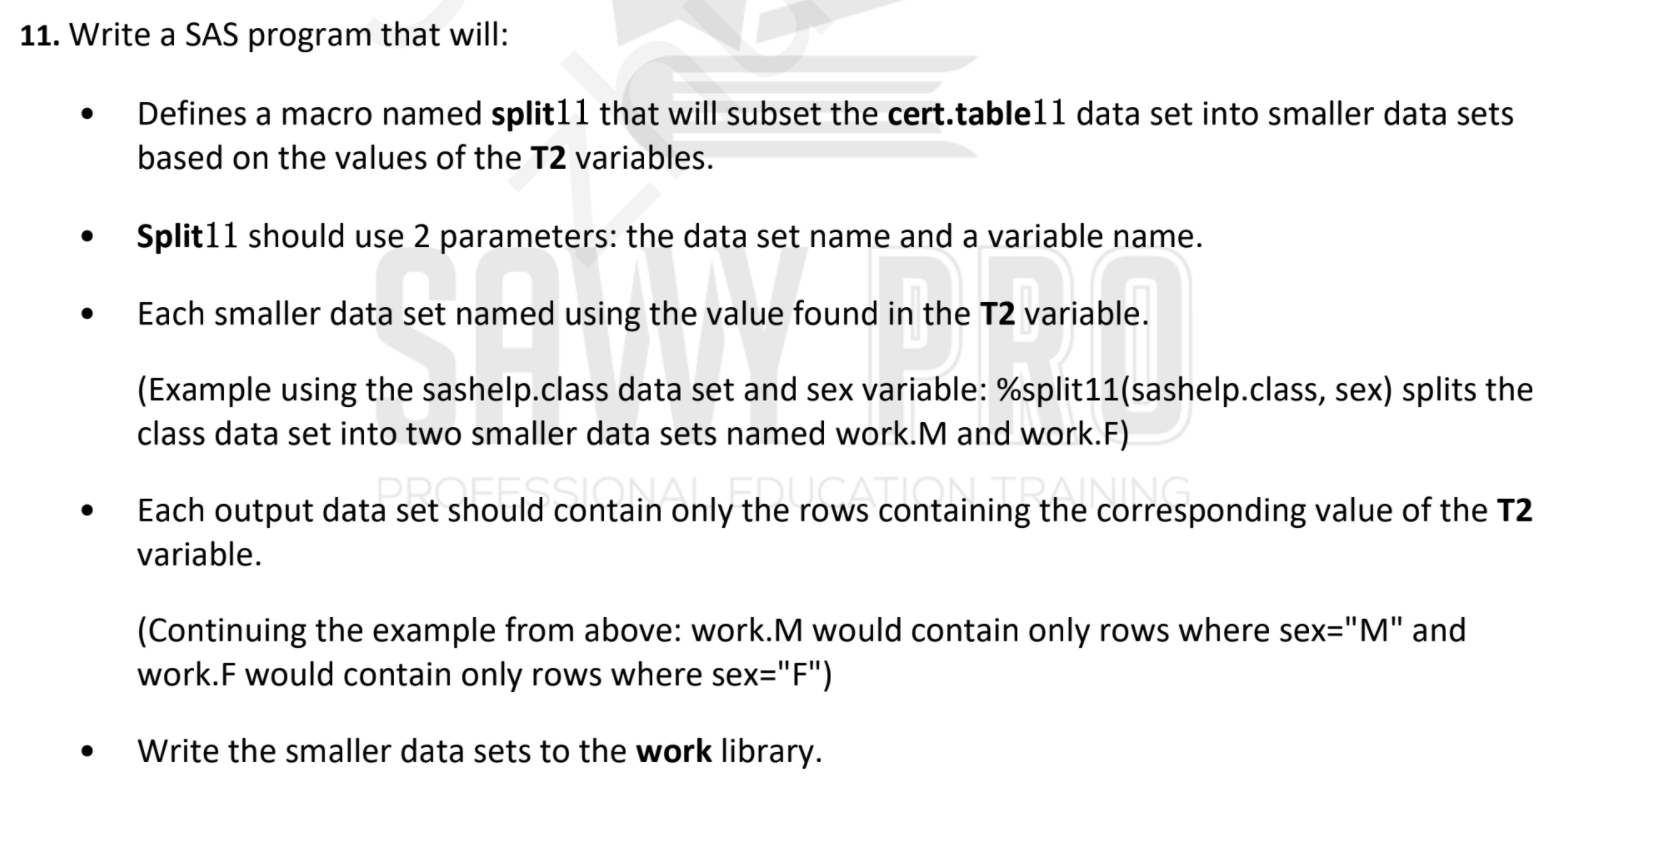 11. Write a SAS program that will:
• Defines a macro named split11 that will subset the cert.table11 data set into smaller data sets
based on the values of the T2 variables.
• Split11 should use 2 parameters: the data set name and a variable name.
• Each smaller data set named using the value found in the T2 variable.
(Example using the sashelp.class data set and sex variable: %split11(sashelp.class, sex) splits the
class data set into two smaller data sets named work.M and work.F)
• Each output data set should contain only the rows containing the corresponding value of the T2
variable.
(Continuing the example from above: work.M would contain only rows where sex="M" and
work.F would contain only rows where sex="F")
• Write the smaller data sets to the work library.
SAVVY PRO
PROFESSIONAL EDUCATION TRAINING